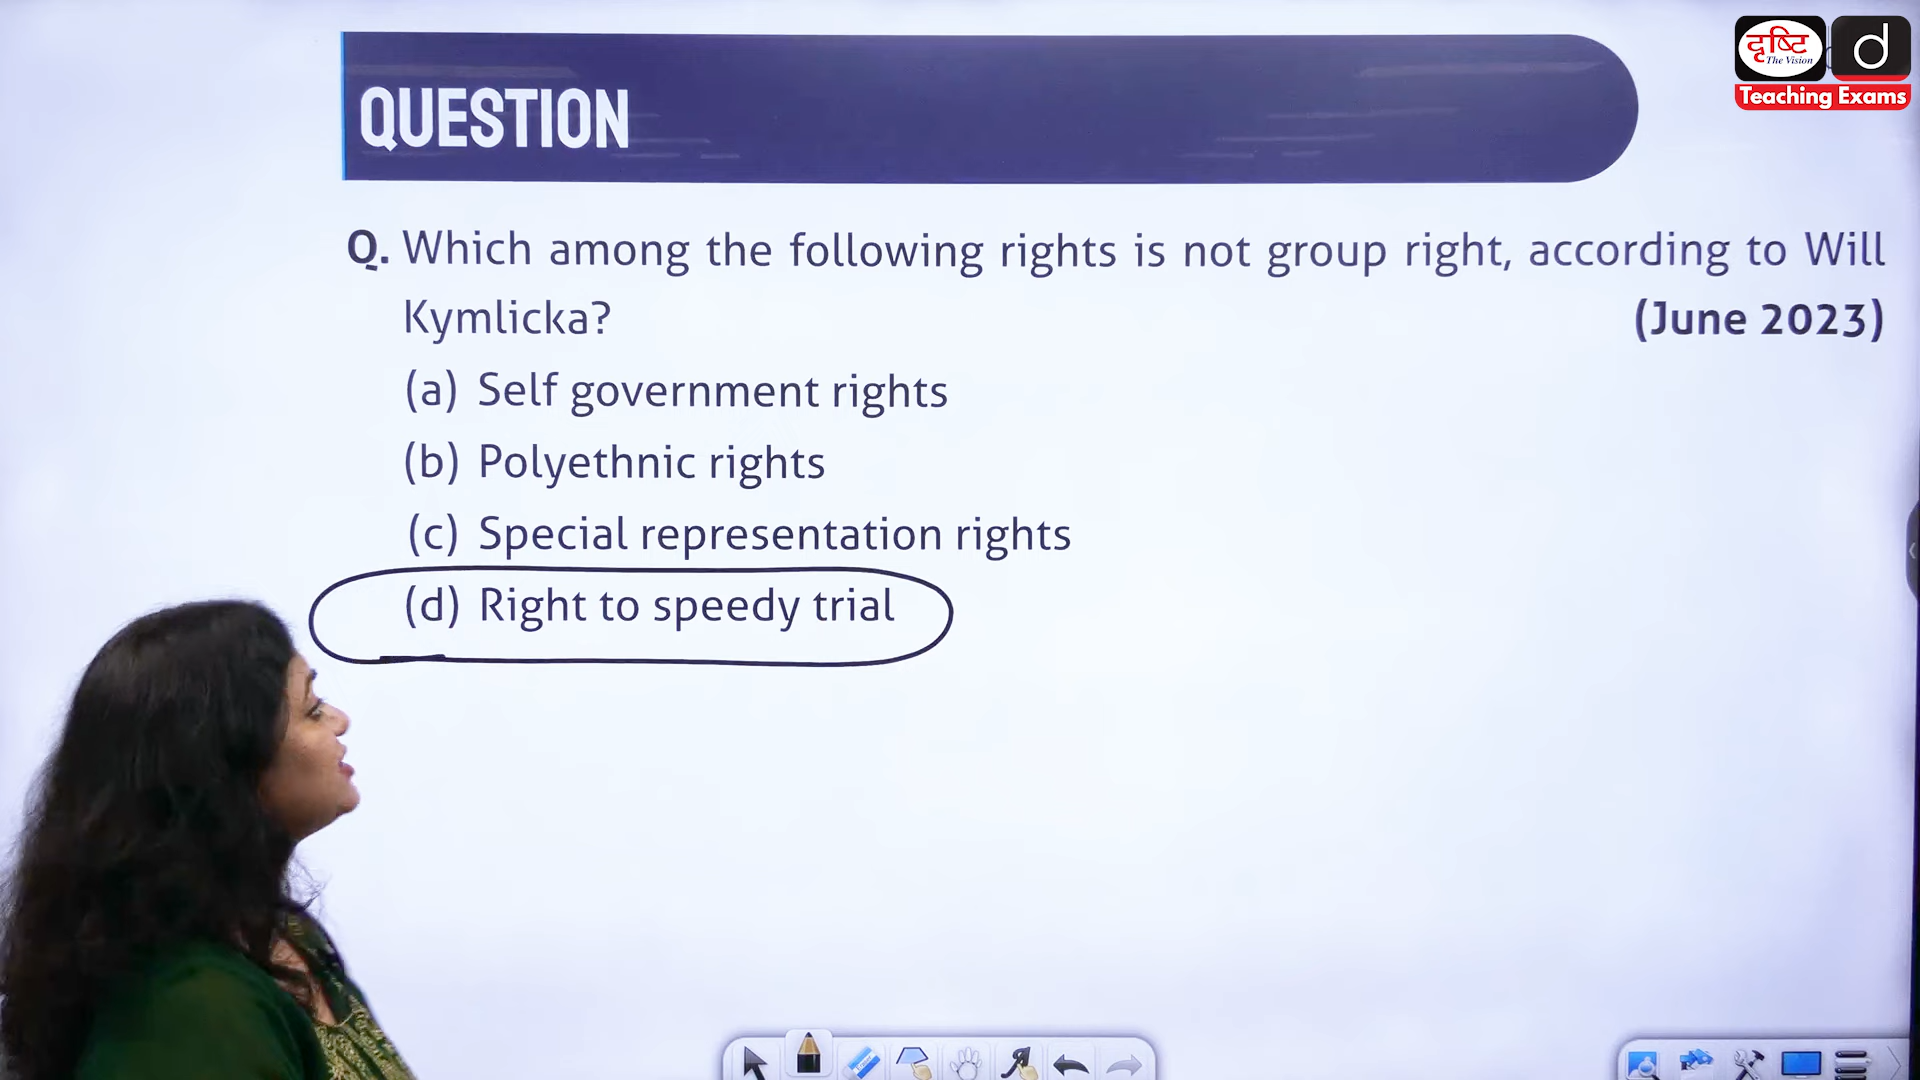 दृष्टि
The Vision
d
Teaching Exams
QUESTION
Q. Which among the following rights is not group right, according to Will
Kymlicka? (June 2023)
(a) Self government rights
(b) Polyethnic rights
(c) Special representation rights
(d) Right to speedy trial